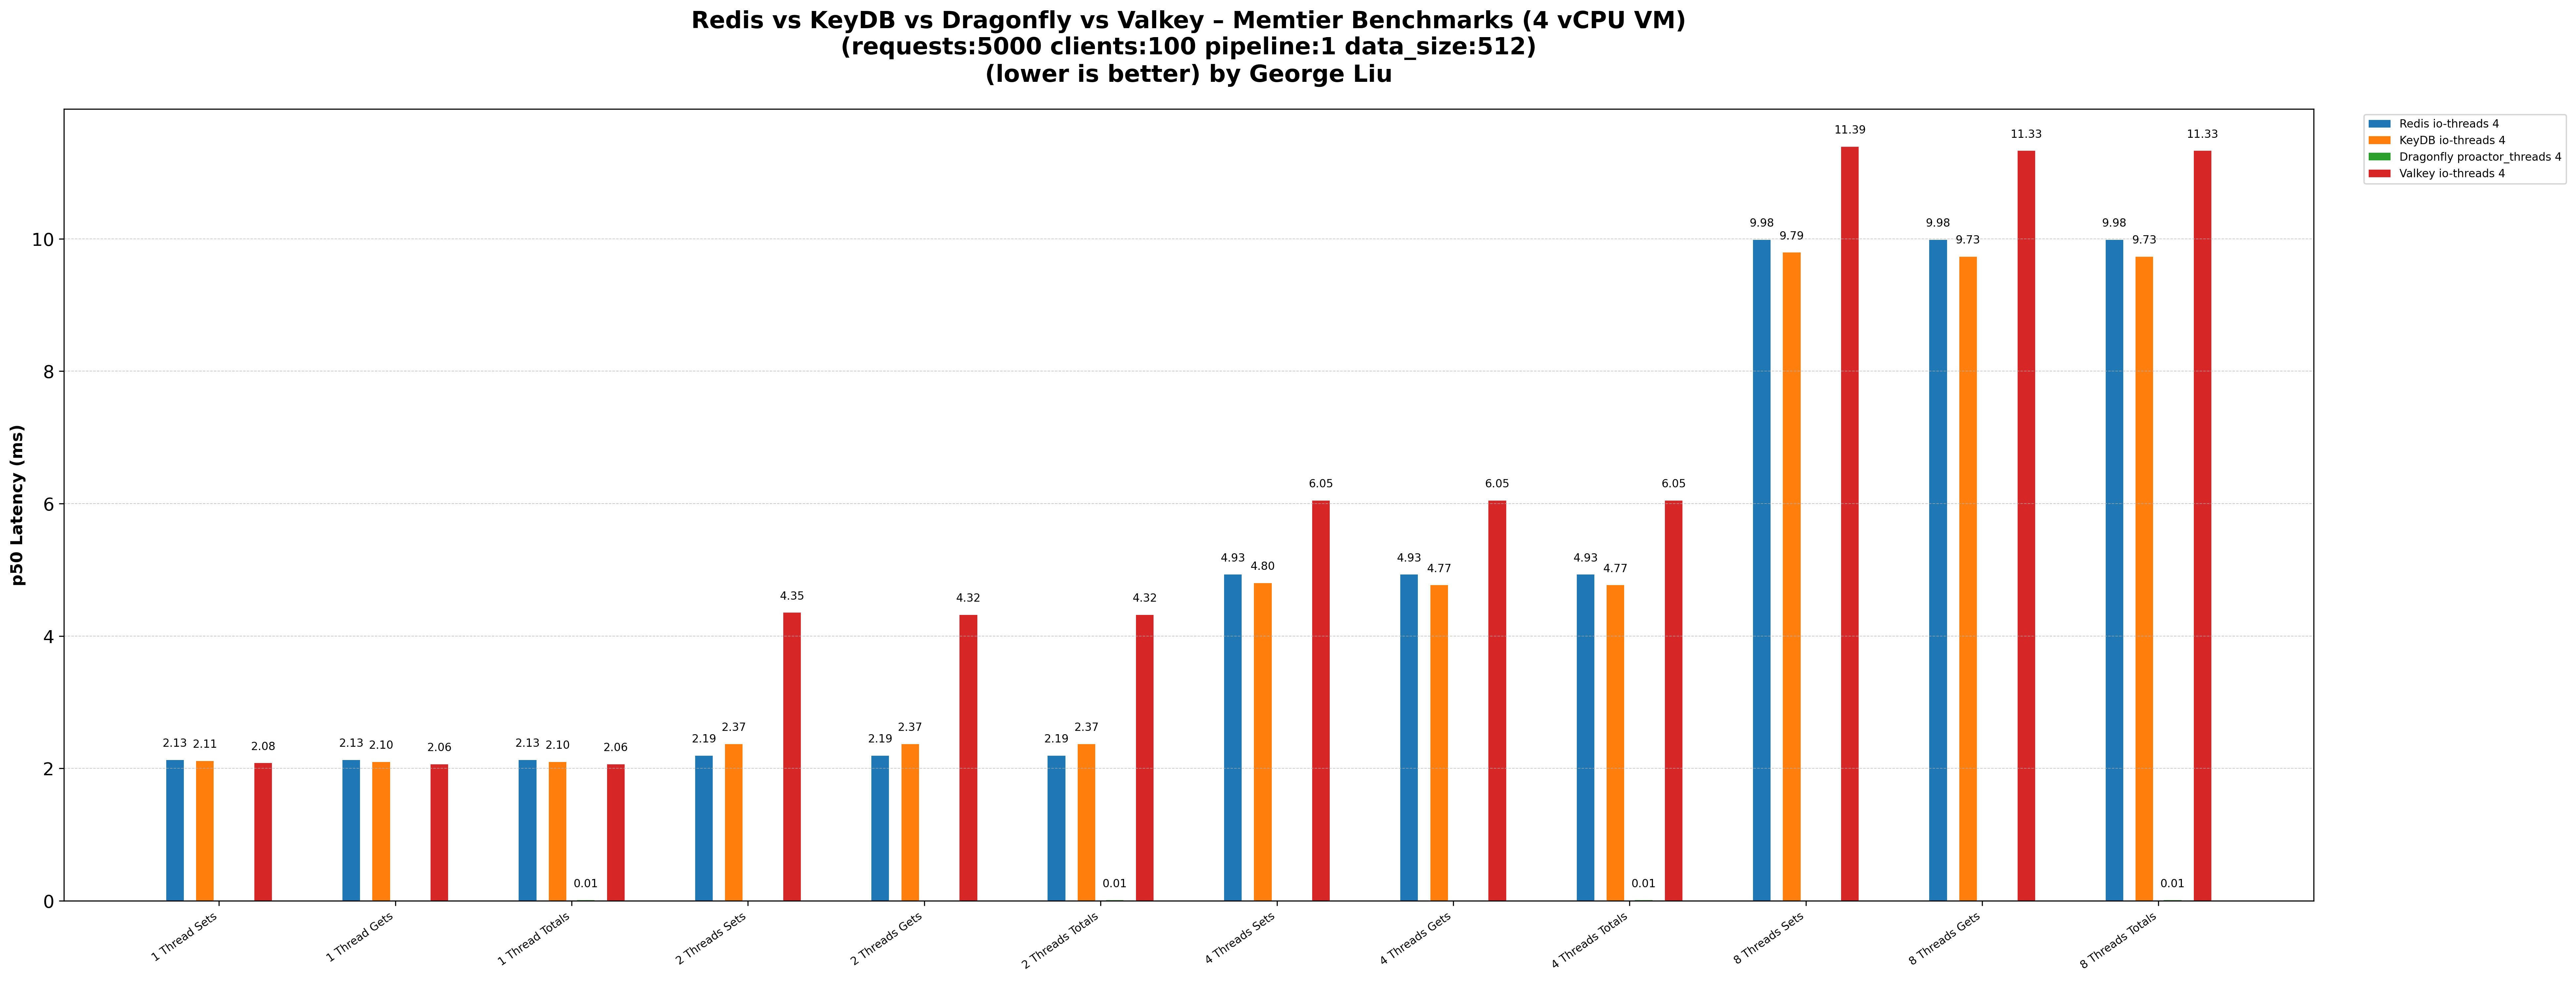 Redis vs KeyDB vs Dragonfly vs Valkey – Memtier Benchmarks (4 vCPU VM)
(requests:5000 clients:100 pipeline:1 data_size:512)
(lower is better) by George Liu
Redis io-threads 4
KeyDB io-threads 4
Dragonfly proactor_threads 4
Valkey io-threads 4
p50 Latency (ms)
10
8
6
4
2
0
2.13 2.11 2.08
2.13 2.10 2.06
2.13 2.10 0.01 2.06
2.19 2.37 4.35
2.19 2.37 4.32
2.19 2.37 0.01 4.32
4.93 4.80 6.05
4.93 4.77 6.05
4.93 4.77 0.01 6.05
9.98 9.79 11.39
9.98 9.73 11.33
9.98 9.73 0.01 11.33
1 Thread Sets
1 Thread Gets
1 Thread Totals
2 Threads Sets
2 Threads Gets
2 Threads Totals
4 Threads Sets
4 Threads Gets
4 Threads Totals
8 Threads Sets
8 Threads Gets
8 Threads Totals